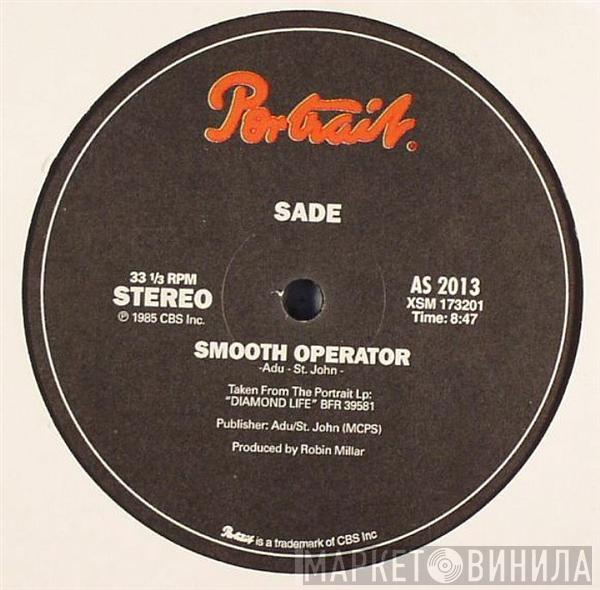 Portrait.
SADE
33 1/3 RPM
STEREO
℗ 1985 CBS Inc.
AS 2013
XSM 173201
Time: 8:47
SMOOTH OPERATOR
-Adu - St. John -
Taken From The Portrait Lp:
"DIAMOND LIFE" BFR 39581
Publisher: Adu/St. John (MCPS)
Produced by Robin Millar
Portrait is a trademark of CBS Inc
МАРКЕТ ВИНИЛА